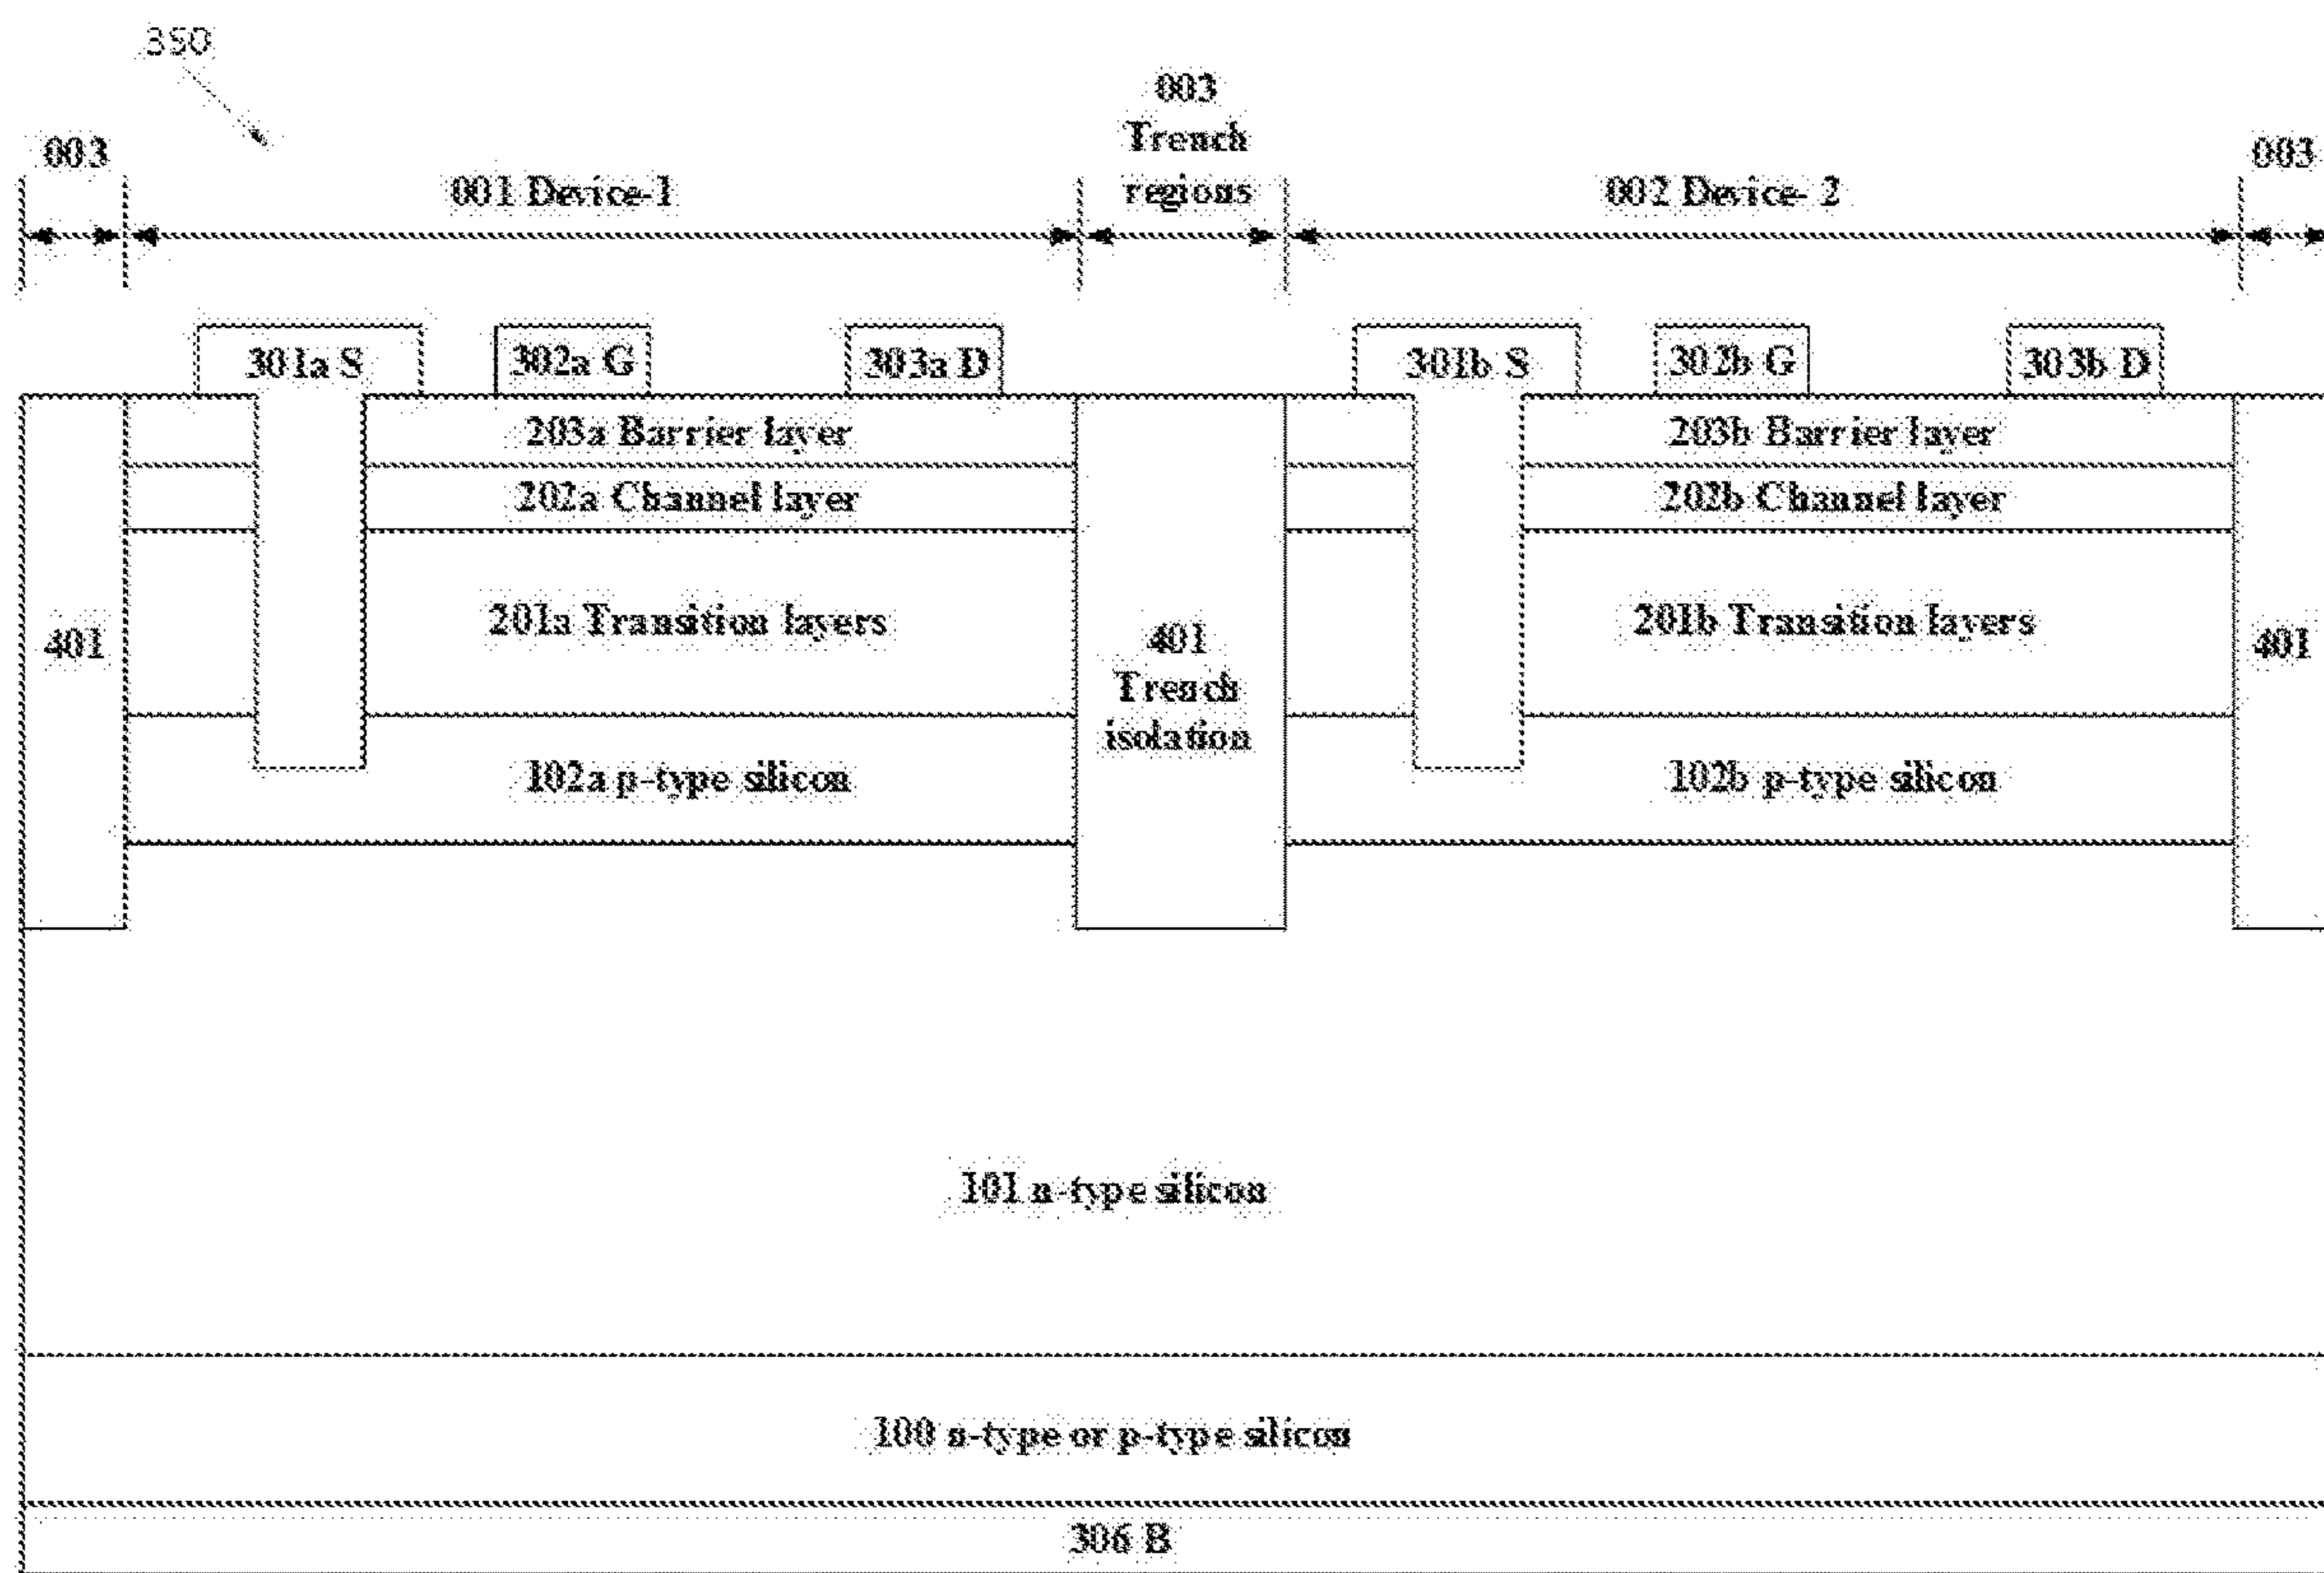 350
003
003
Trench
regions
003
001 Device-1
002 Device- 2
301a S
302a G
303a D
301b S
302b G
303b D
203a Barrier layer
203b Barrier layer
202a Channel layer
202b Channel layer
201a Transition layers
201b Transition layers
401
401
Trench
isolation
401
102a p-type silicon
102b p-type silicon
101 n-type silicon
100 n-type or p-type silicon
306 B